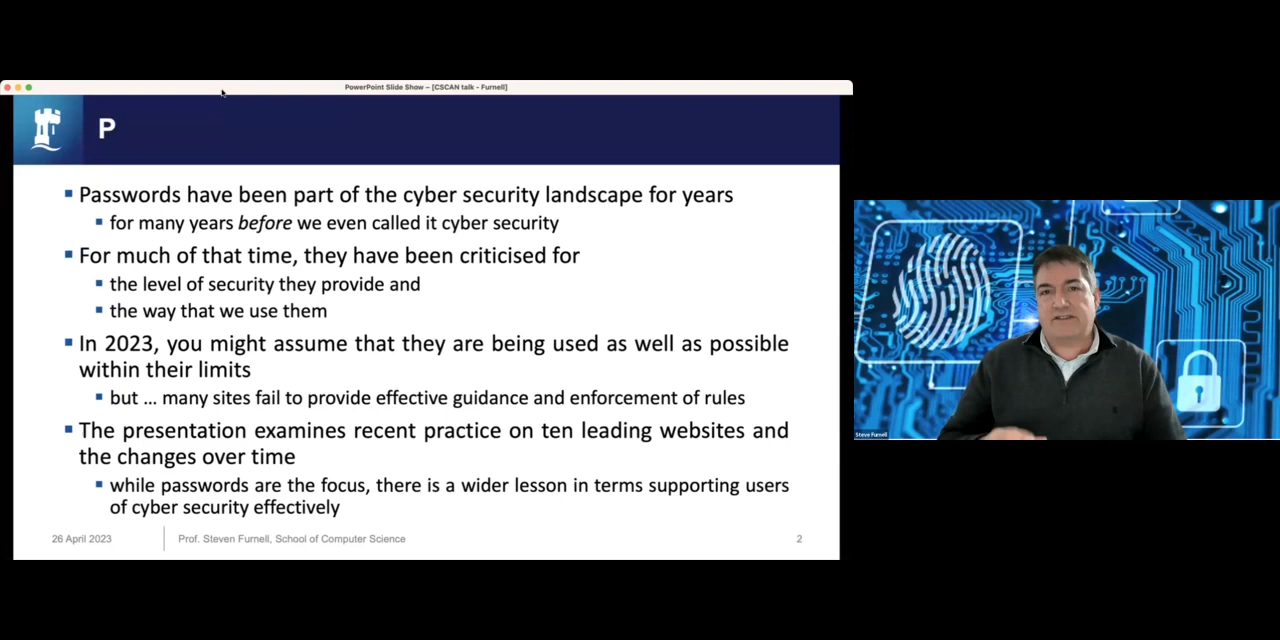 PowerPoint Slide Show – [CSCAN talk - Furnell]
P
Passwords have been part of the cyber security landscape for years
for many years before we even called it cyber security
For much of that time, they have been criticised for
the level of security they provide and
the way that we use them
In 2023, you might assume that they are being used as well as possible
within their limits
but … many sites fail to provide effective guidance and enforcement of rules
The presentation examines recent practice on ten leading websites and
the changes over time
while passwords are the focus, there is a wider lesson in terms supporting users
of cyber security effectively
26 April 2023
Prof. Steven Furnell, School of Computer Science
2
Steve Furnell